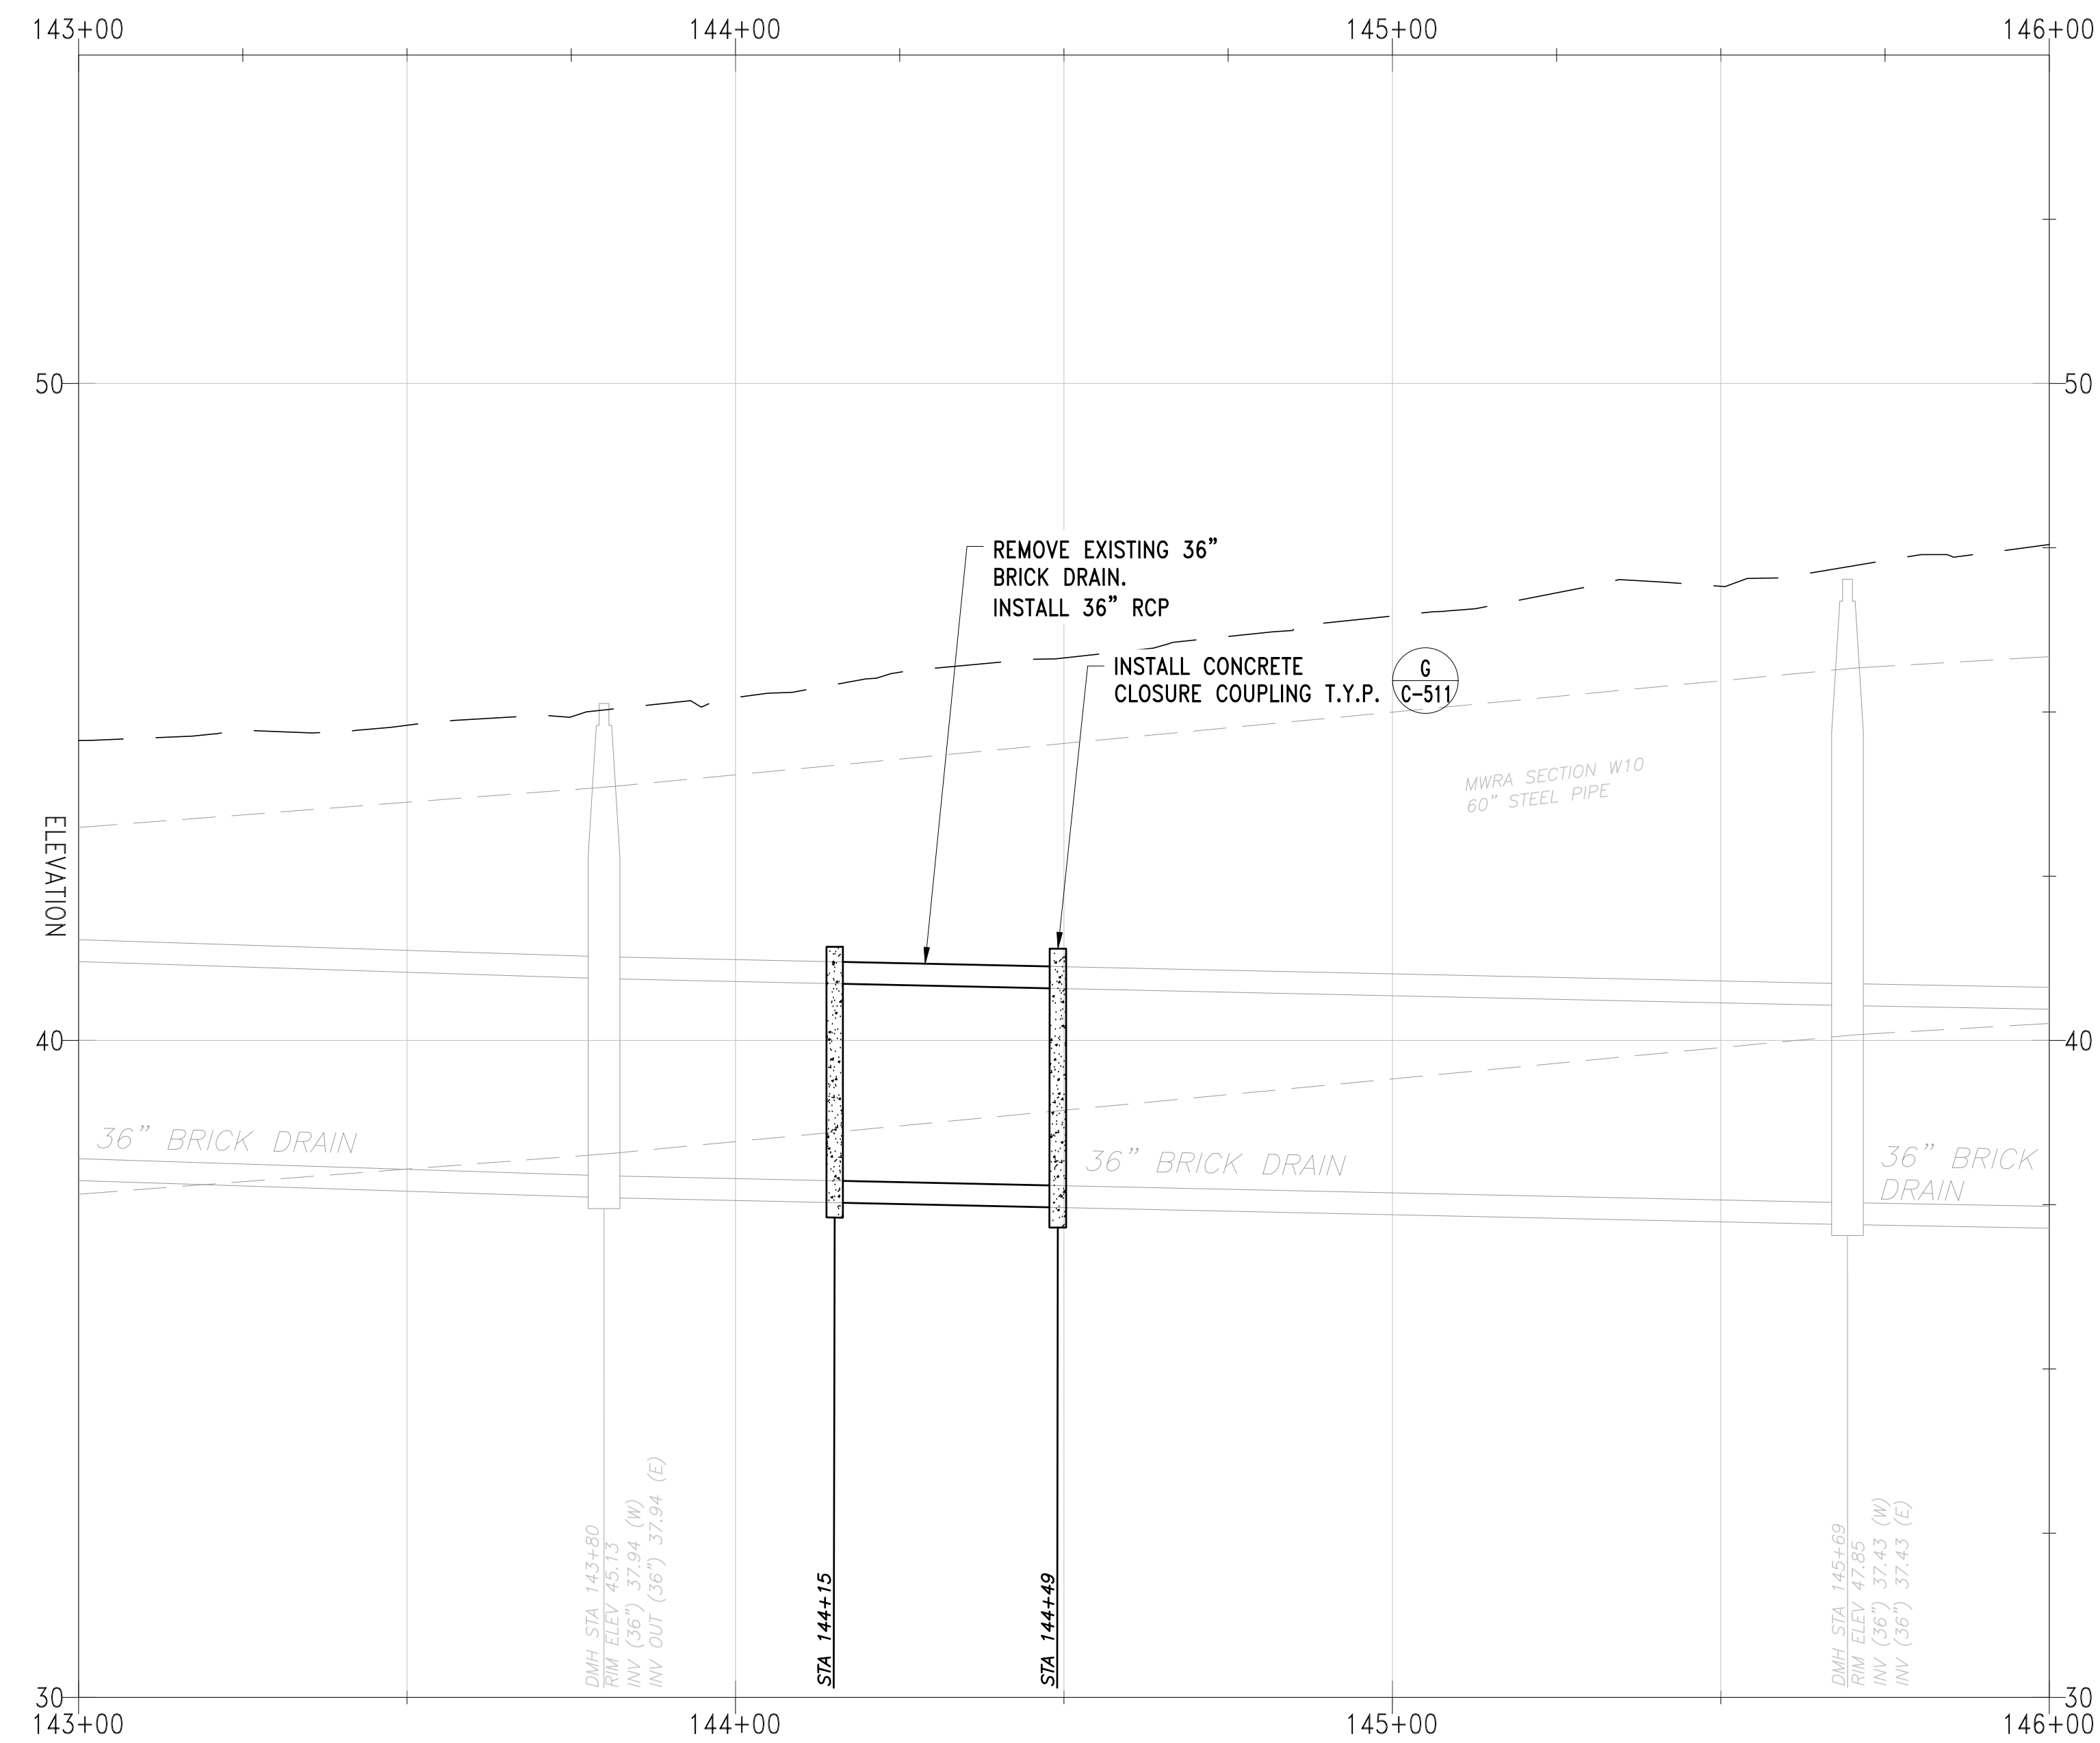 143+00
144+00
145+00
146+00
50
50
REMOVE EXISTING 36”
BRICK DRAIN.
INSTALL 36” RCP
INSTALL CONCRETE
CLOSURE COUPLING T.Y.P.
G
C-511
MWRA SECTION W10
60” STEEL PIPE
ELEVATION
40
40
36” BRICK DRAIN
36” BRICK DRAIN
36” BRICK
DRAIN
DMH STA 143+80
RIM ELEV 45.13
INV (36") 37.94 (W)
INV OUT (36") 37.94 (E)
STA 144+15
STA 144+49
DMH STA 145+69
RIM ELEV 47.85
INV (36") 37.43 (W)
INV (36") 37.43 (E)
30
30
143+00
144+00
145+00
146+00